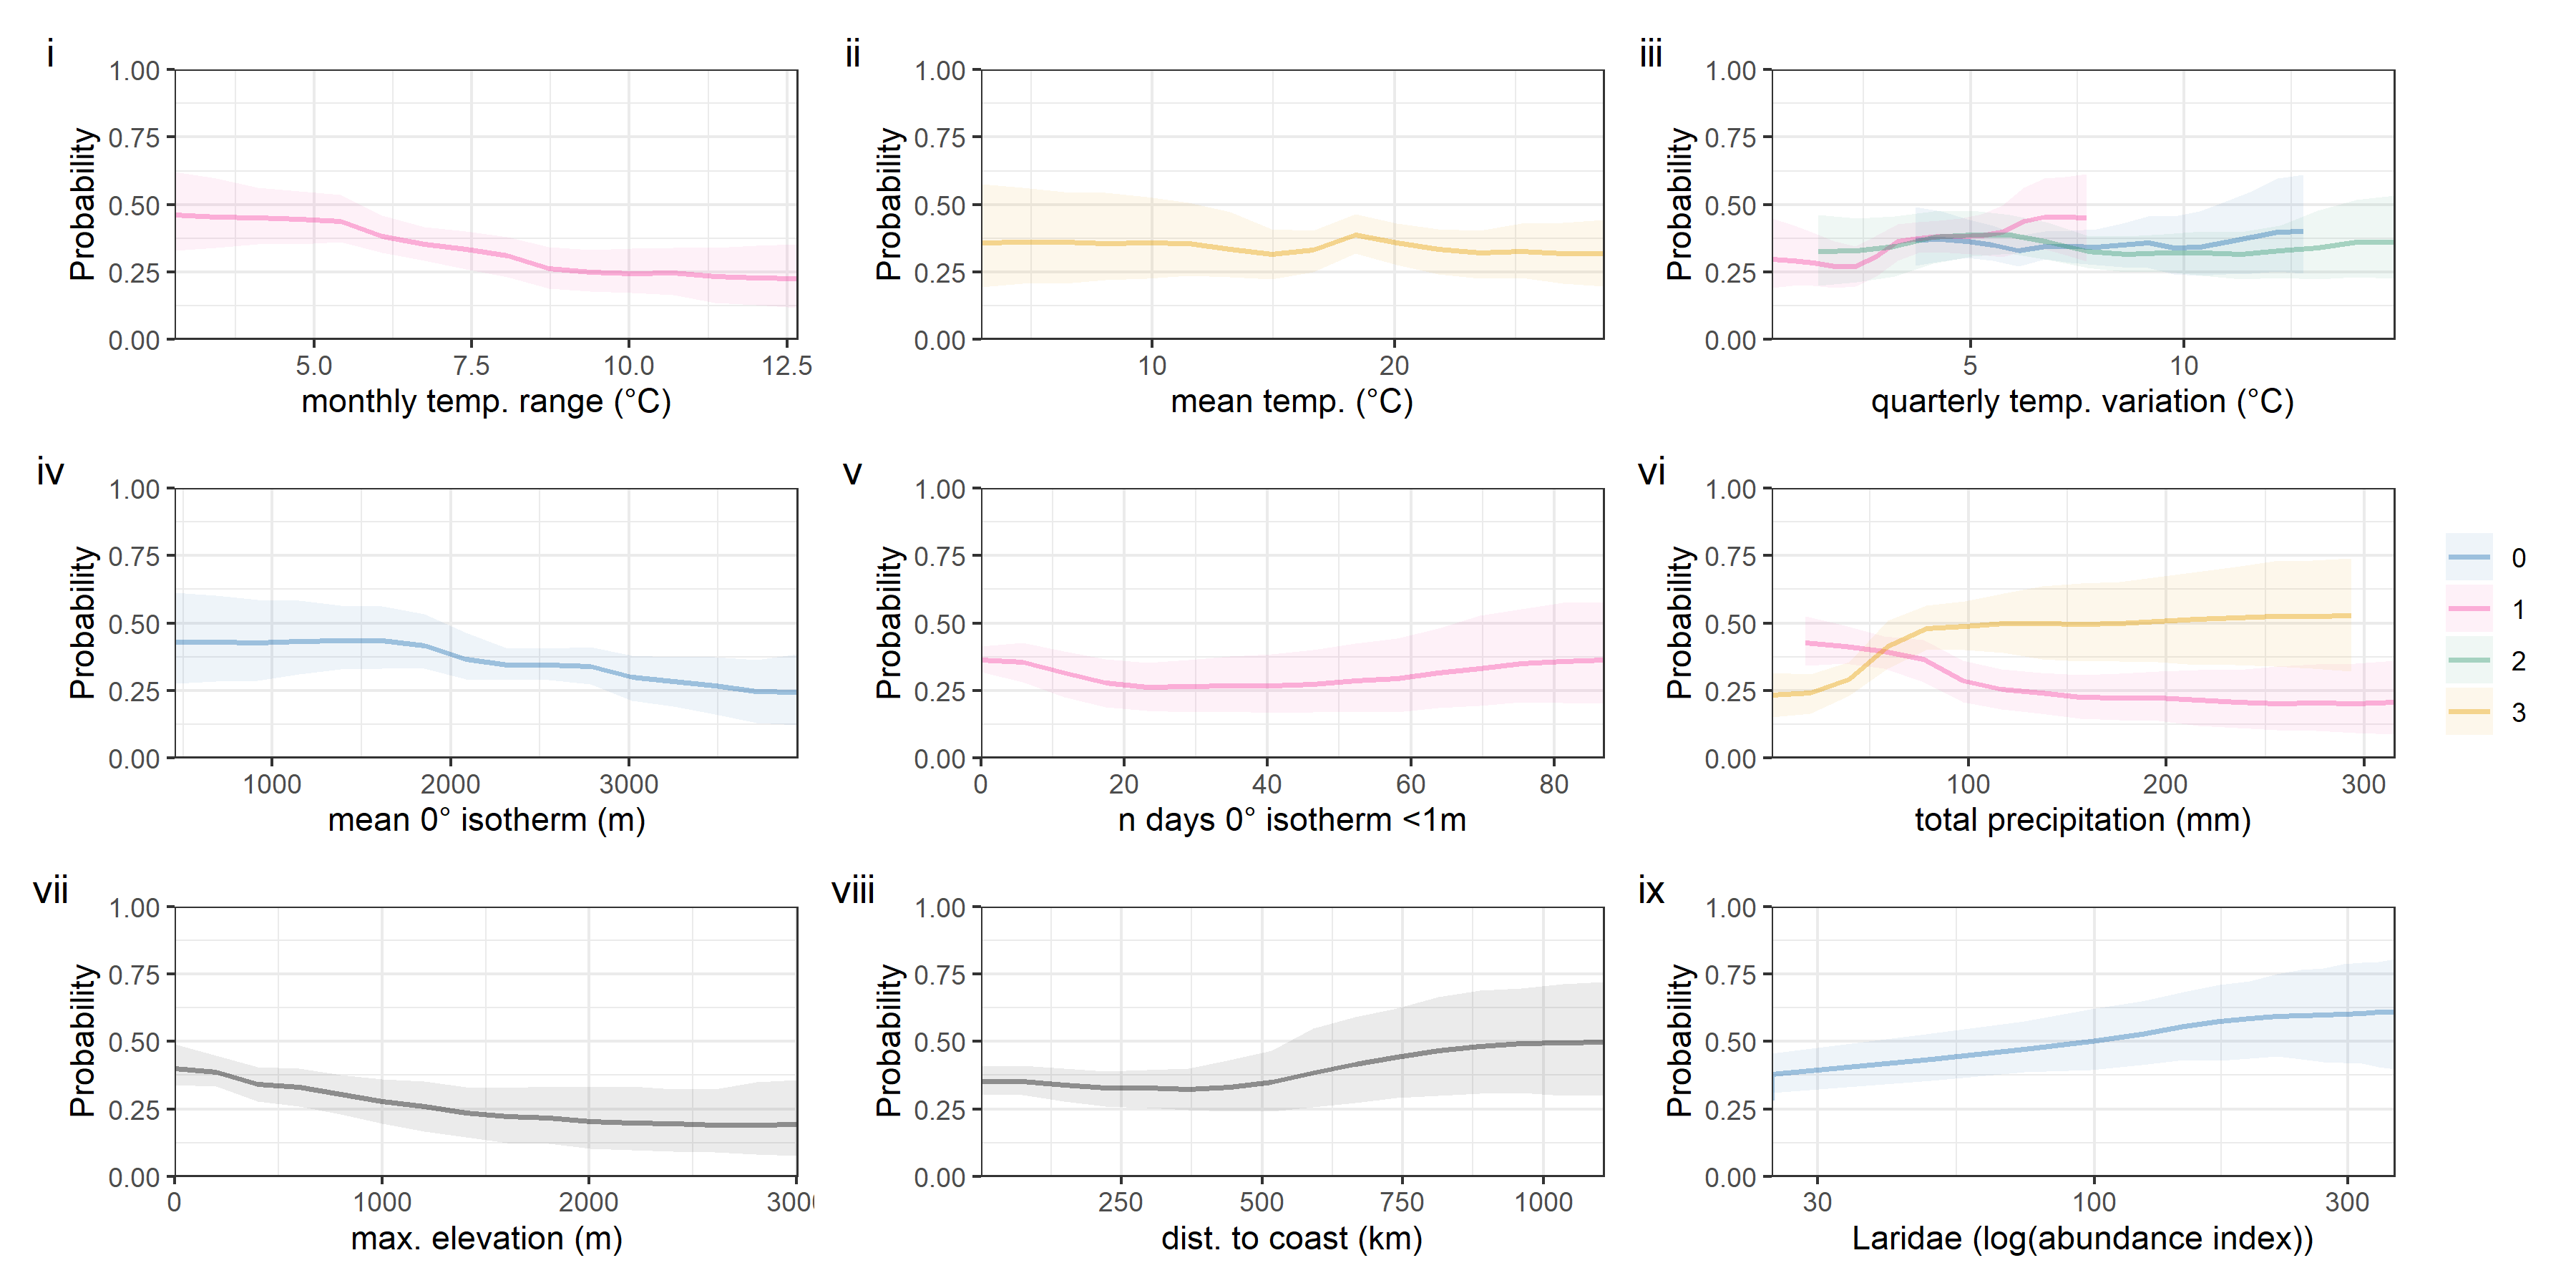 i
ii
iii
1.00
0.75
0.50
0.25
0.00
Probability
5.0 7.5 10.0 12.5
monthly temp. range (°C)
1.00
0.75
0.50
0.25
0.00
Probability
10 20
mean temp. (°C)
1.00
0.75
0.50
0.25
0.00
Probability
5 10
quarterly temp. variation (°C)
iv
v
vi
1.00
0.75
0.50
0.25
0.00
Probability
1000 2000 3000
mean 0° isotherm (m)
1.00
0.75
0.50
0.25
0.00
Probability
0 20 40 60 80
n days 0° isotherm <1m
1.00
0.75
0.50
0.25
0.00
Probability
100 200 300
total precipitation (mm)
0
1
2
3
vii
viii
ix
1.00
0.75
0.50
0.25
0.00
Probability
0 1000 2000 3000
max. elevation (m)
1.00
0.75
0.50
0.25
0.00
Probability
250 500 750 1000
dist. to coast (km)
1.00
0.75
0.50
0.25
0.00
Probability
30 100 300
Laridae (log(abundance index))